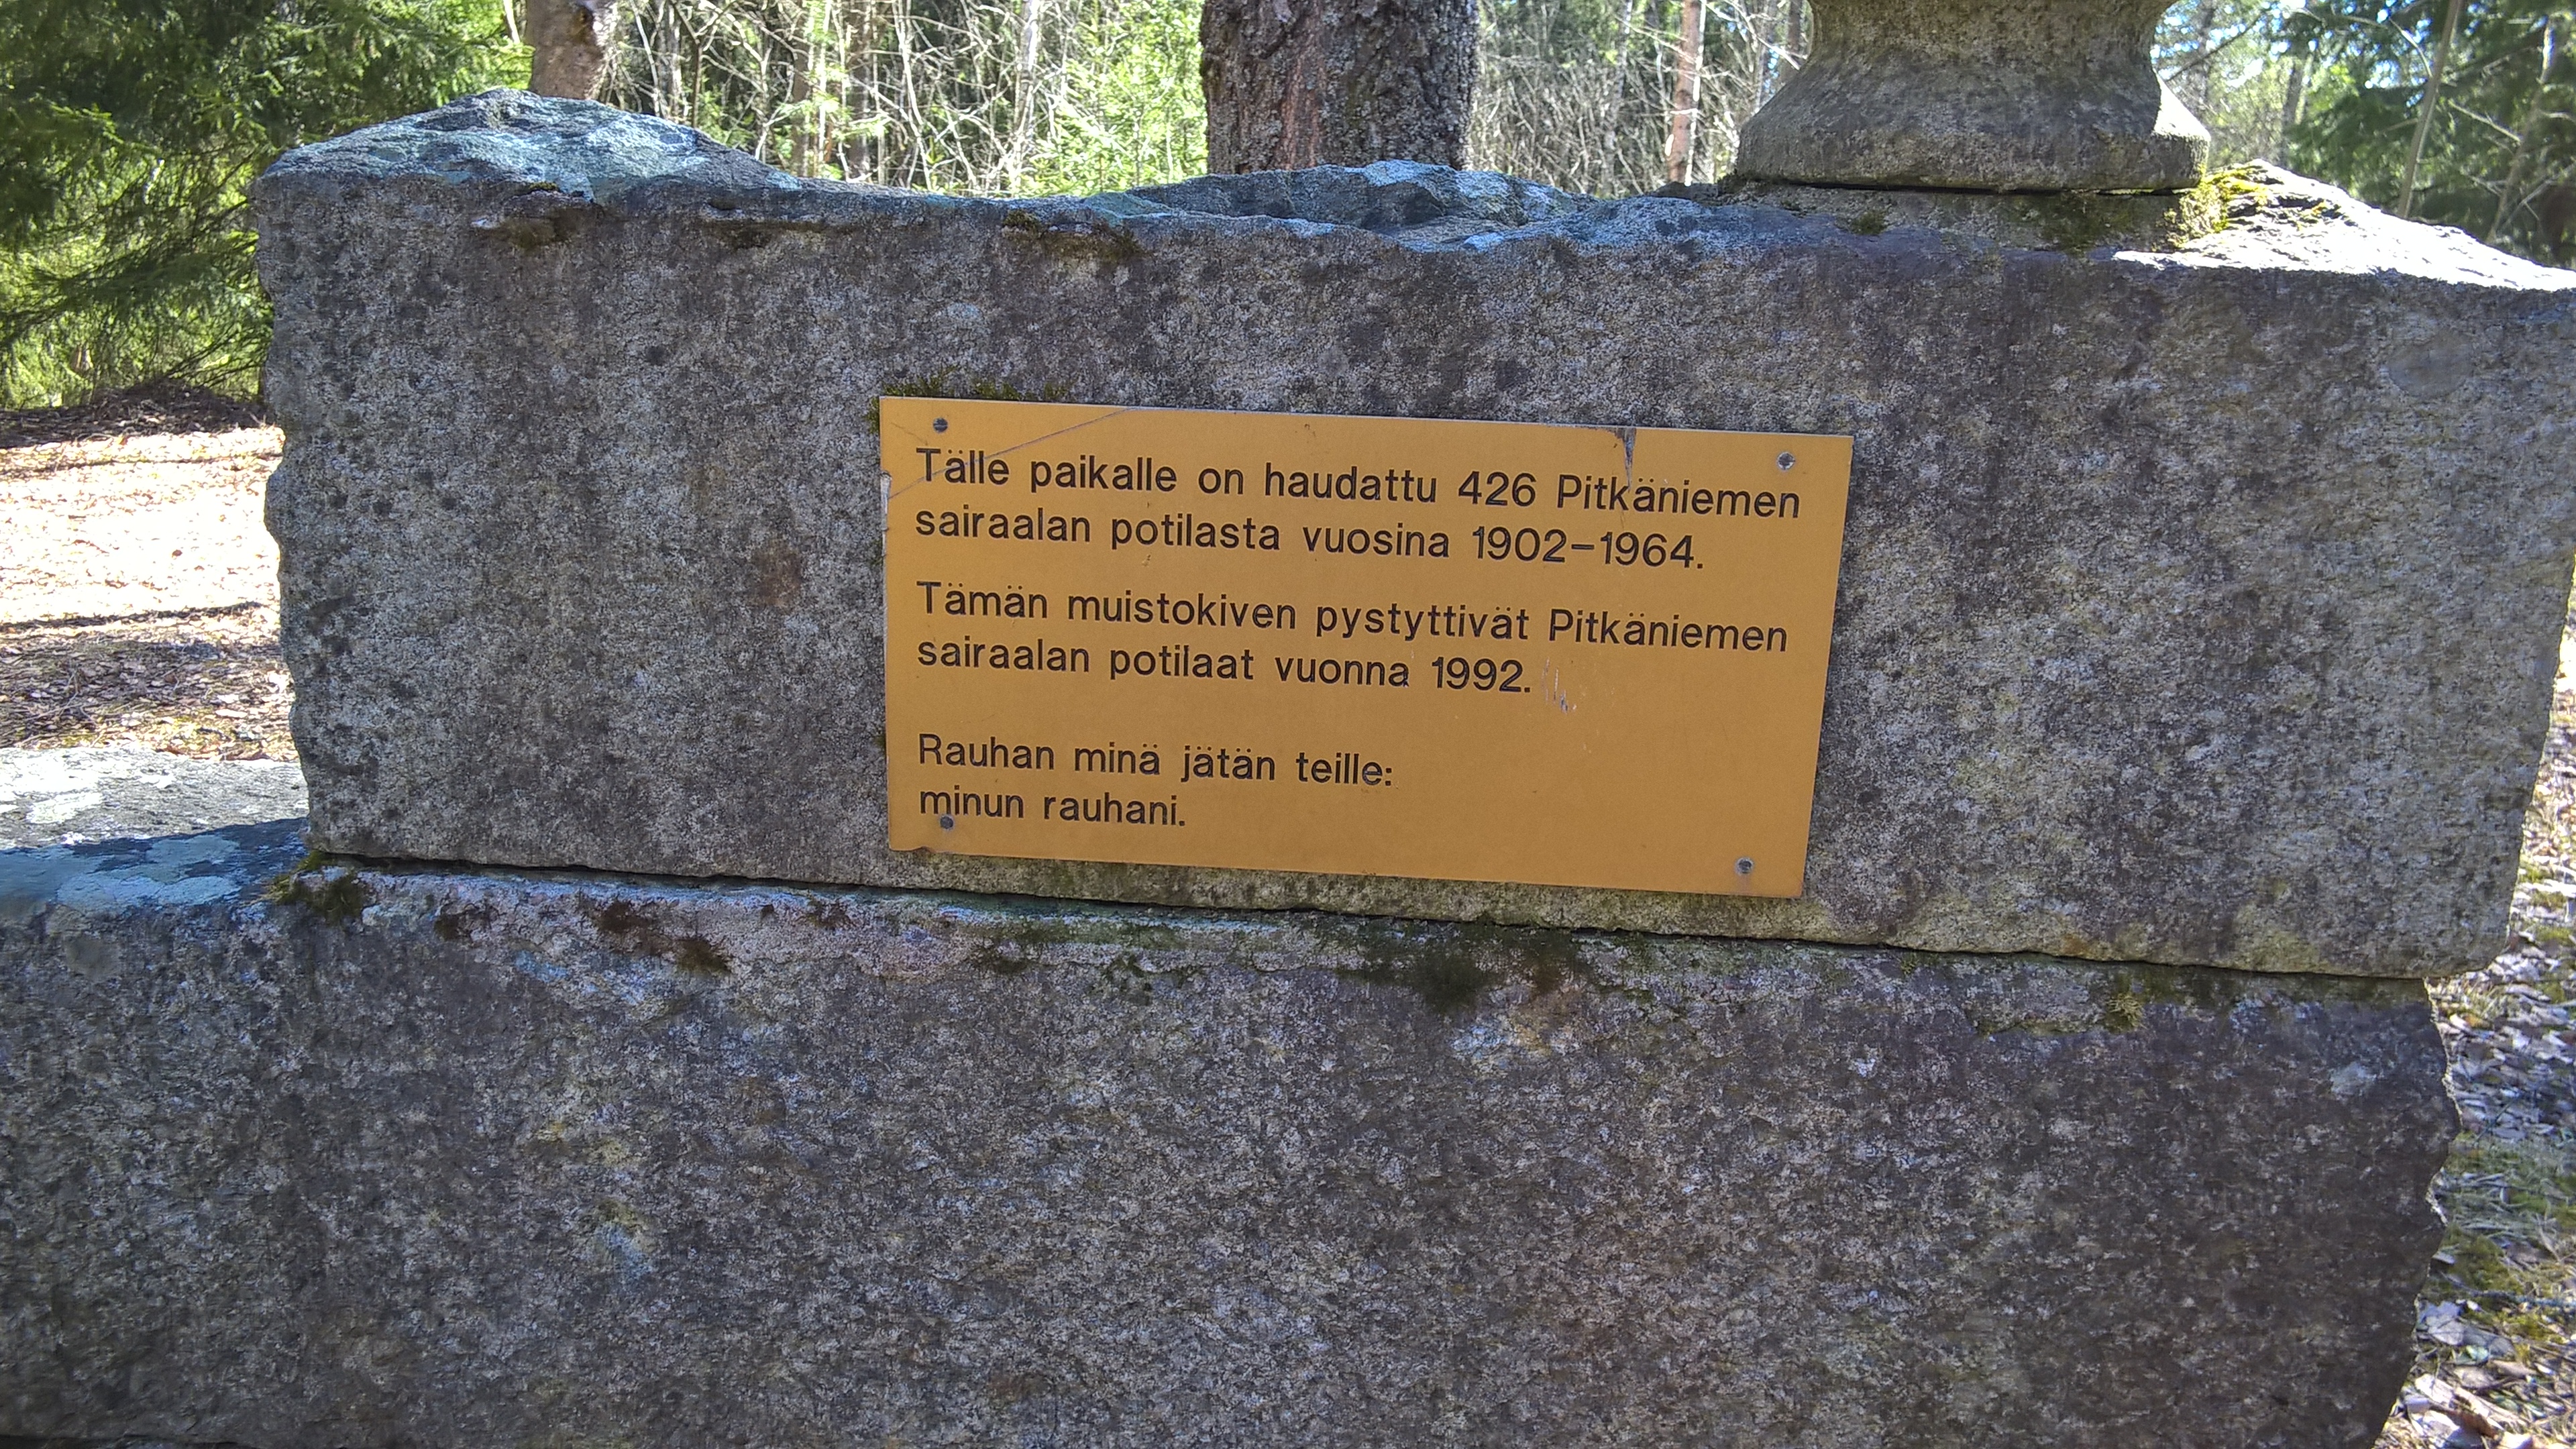 Tälle paikalle on haudattu 426 Pitkäniemen
sairaalan potilasta vuosina 1902–1964.
Tämän muistokiven pystyttivät Pitkäniemen
sairaalan potilaat vuonna 1992.
Rauhan minä jätän teille:
minun rauhani.